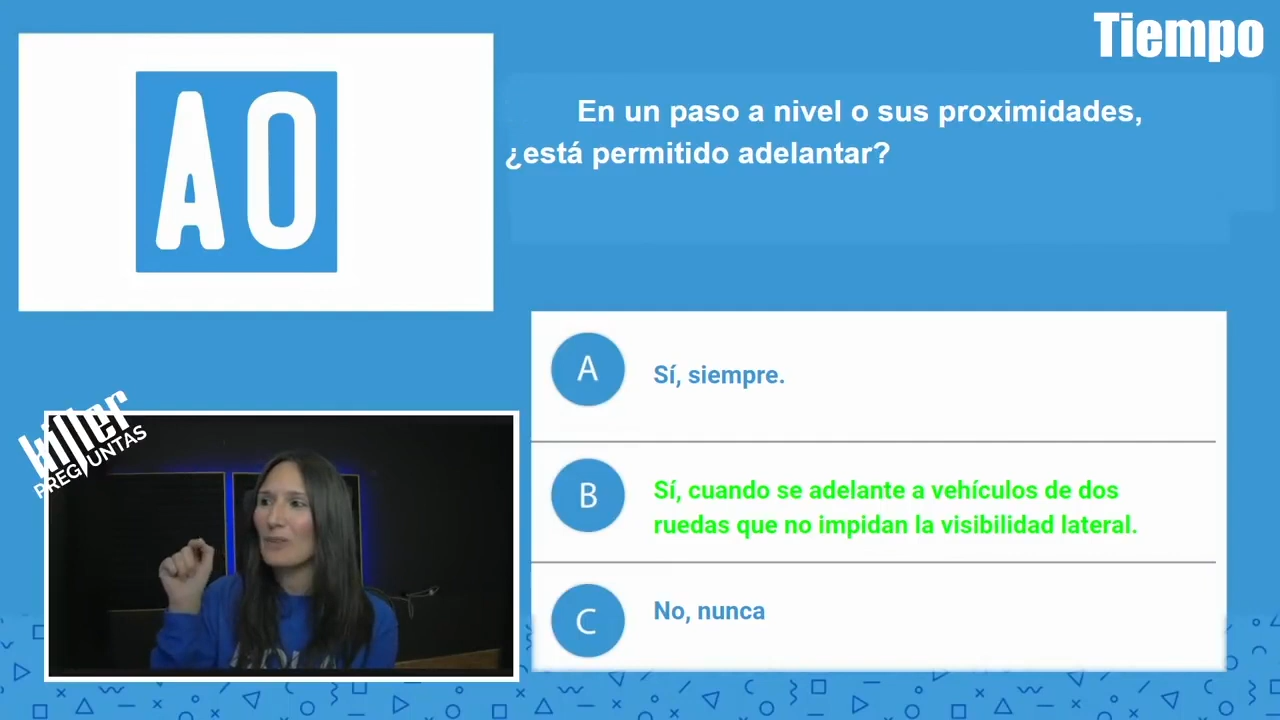 Tiempo
AO
En un paso a nivel o sus proximidades,
¿está permitido adelantar?
A
Sí, siempre.
B
Sí, cuando se adelante a vehículos de dos
ruedas que no impidan la visibilidad lateral.
C
No, nunca
killer
PREGUNTAS